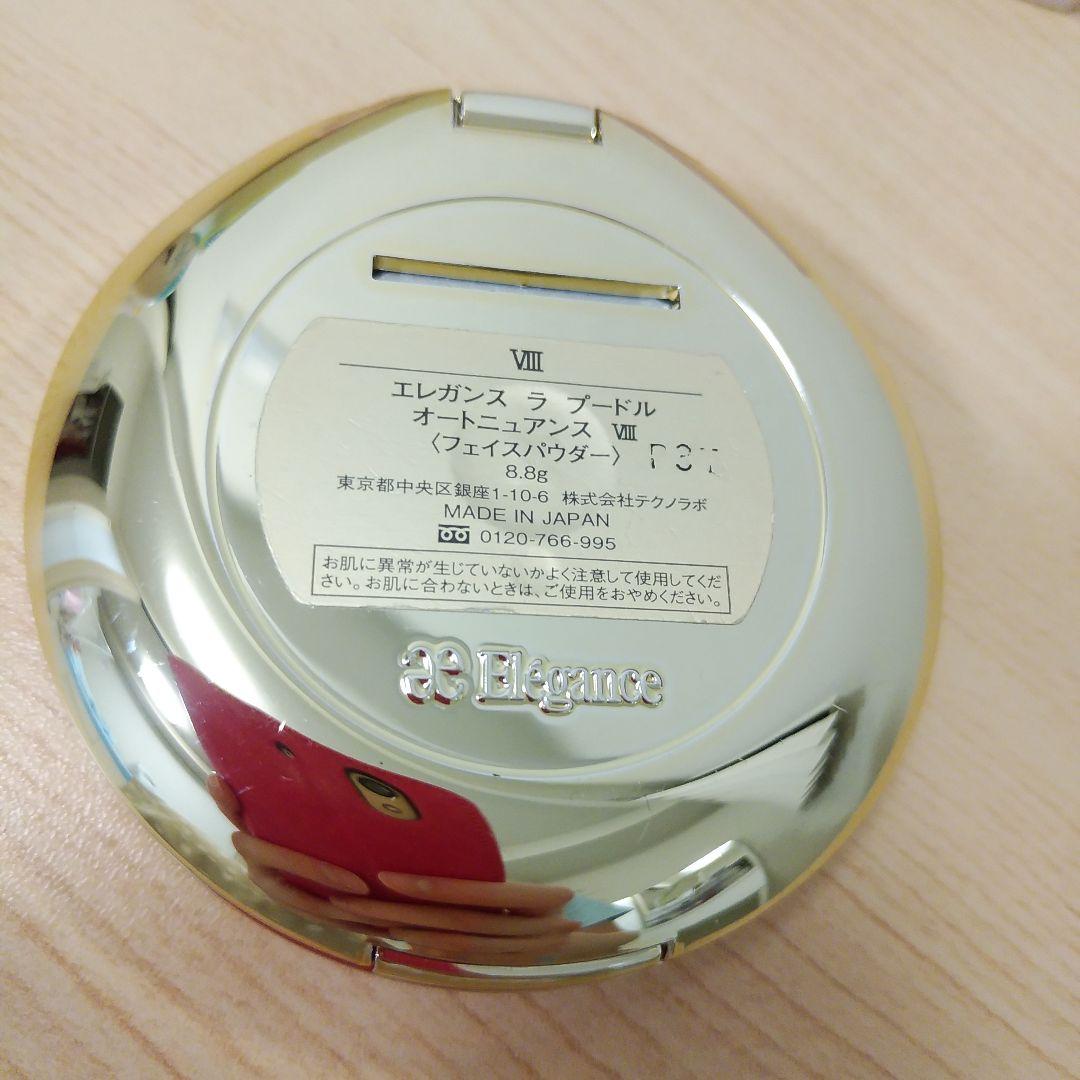 VIII
エレガンス ラ プードル
オートニュアンス VIII
〈フェイスパウダー〉
8.8g
東京都中央区銀座1-10-6 株式会社テクノラボ
MADE IN JAPAN
0120-766-995
お肌に異常が生じていないかよく注意して使用してくだ
さい。お肌に合わないときは、ご使用をおやめください。
Elégance